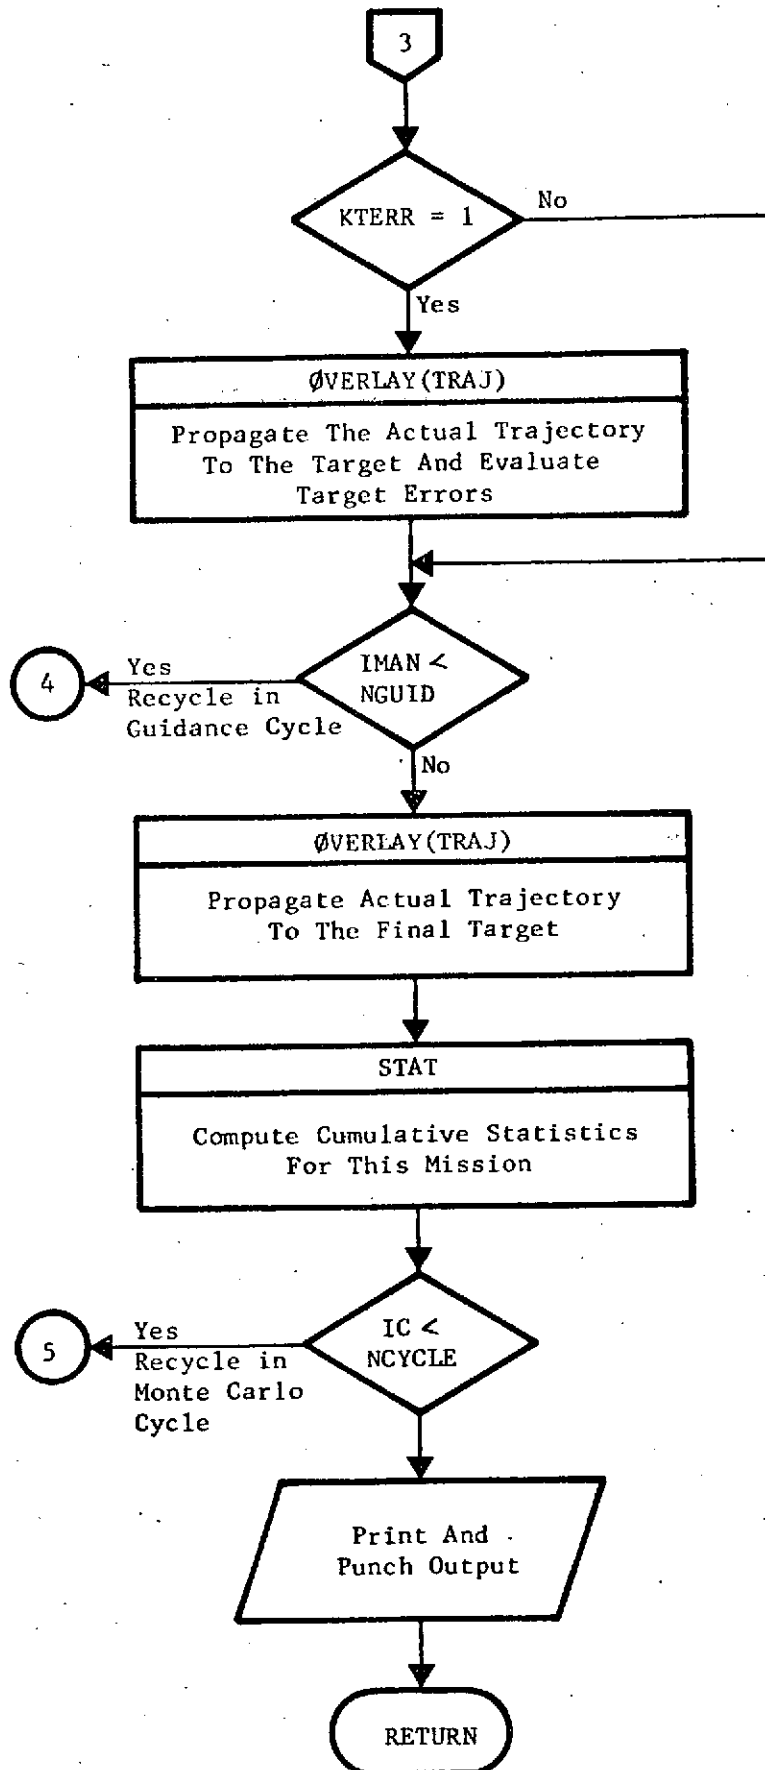 3
KTERR = 1
No
Yes
ØVERLAY(TRAJ)
Propagate The Actual Trajectory
To The Target And Evaluate
Target Errors
IMAN <
NGUID
4
Yes
Recycle in
Guidance Cycle
No
ØVERLAY(TRAJ)
Propagate Actual Trajectory
To The Final Target
STAT
Compute Cumulative Statistics
For This Mission
IC <
NCYCLE
5
Yes
Recycle in
Monte Carlo
Cycle
Print And
Punch Output
RETURN